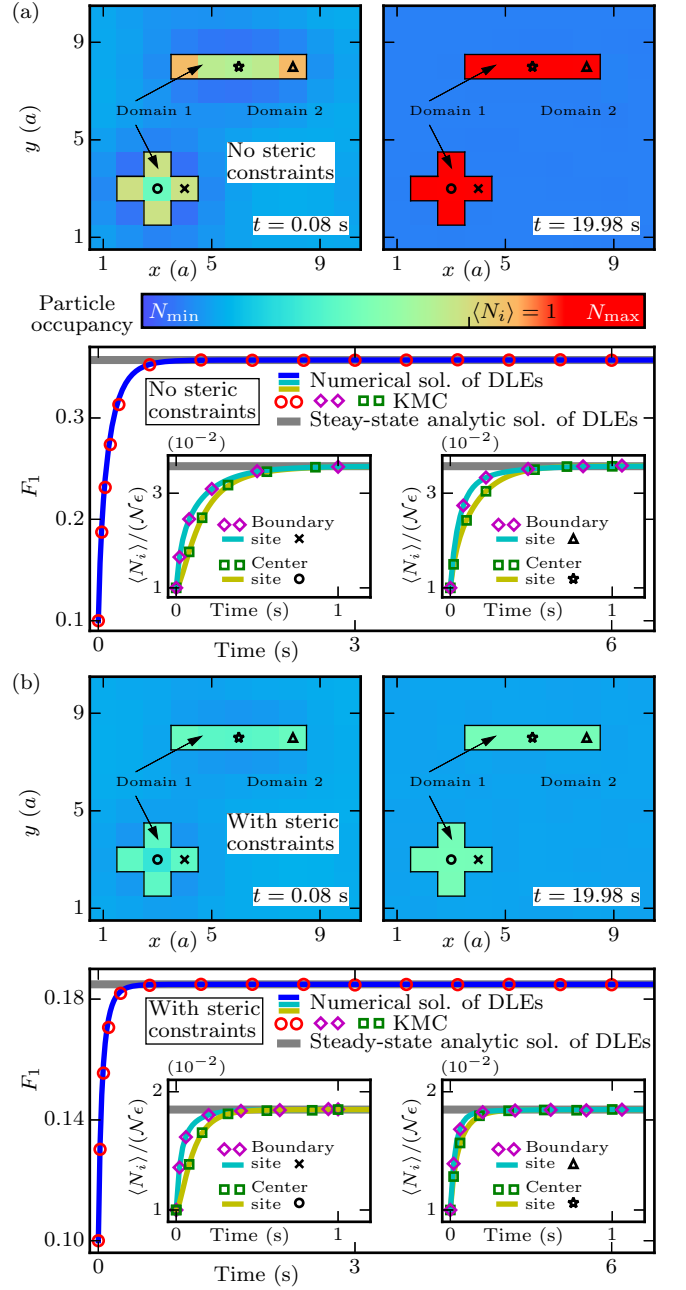 (a)
9
5
1
y (a)
Domain 1
Domain 2
No steric
constraints
t = 0.08 s
t = 19.98 s
1
5
9
x (a)
1
5
9
x (a)
Particle
occupancy
N_min
⟨N_i⟩ = 1
N_max
Domain 1
Domain 2
No steric
constraints
Numerical sol. of DLEs
KMC
Steay-state analytic sol. of DLEs
0.3
0.2
0.1
F_1
(10⁻²)
(10⁻²)
⟨N_i⟩/(𝒩ϵ)
3
1
Boundary
site
Center
site
0
1
Time (s)
⟨N_i⟩/(𝒩ϵ)
3
1
Boundary
site
Center
site
0
1
Time (s)
0
3
6
Time (s)
(b)
9
5
1
y (a)
Domain 1
Domain 2
With steric
constraints
t = 0.08 s
Domain 1
Domain 2
t = 19.98 s
1
5
9
x (a)
1
5
9
x (a)
0.18
0.14
0.10
F_1
With steric
constraints
Numerical sol. of DLEs
KMC
Steady-state analytic sol. of DLEs
(10⁻²)
(10⁻²)
⟨N_i⟩/(𝒩ϵ)
2
1
Boundary
site
Center
site
0
1
Time (s)
⟨N_i⟩/(𝒩ϵ)
2
1
Boundary
site
Center
site
0
1
Time (s)
0
3
6
Time (s)